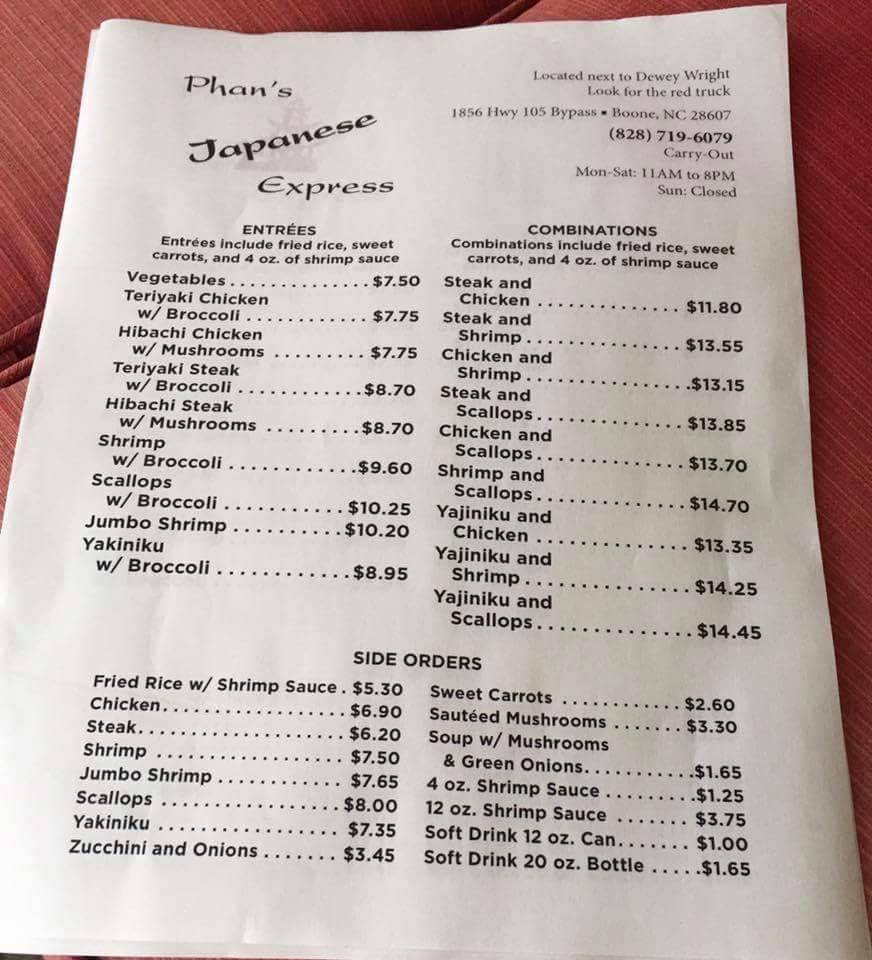 Phan's
Japanese
Express
Located next to Dewey Wright
Look for the red truck
1856 Hwy 105 Bypass • Boone, NC 28607
(828) 719-6079
Carry-Out
Mon-Sat: 11AM to 8PM
Sun: Closed
ENTRÉES
Entrées include fried rice, sweet
carrots, and 4 oz. of shrimp sauce
Vegetables . . . . . . . . . . . . . . $7.50
Teriyaki Chicken
w/ Broccoli . . . . . . . . . . . . $7.75
Hibachi Chicken
w/ Mushrooms . . . . . . . . . $7.75
Teriyaki Steak
w/ Broccoli . . . . . . . . . . . . $8.70
Hibachi Steak
w/ Mushrooms . . . . . . . . . $8.70
Shrimp
w/ Broccoli . . . . . . . . . . . . $9.60
Scallops
w/ Broccoli . . . . . . . . . . . $10.25
Jumbo Shrimp . . . . . . . . . . $10.20
Yakiniku
w/ Broccoli . . . . . . . . . . . . $8.95
COMBINATIONS
Combinations include fried rice, sweet
carrots, and 4 oz. of shrimp sauce
Steak and
Chicken . . . . . . . . . . . . . . $11.80
Steak and
Shrimp . . . . . . . . . . . . . . . $13.55
Chicken and
Shrimp . . . . . . . . . . . . . . . $13.15
Steak and
Scallops . . . . . . . . . . . . . . $13.85
Chicken and
Scallops . . . . . . . . . . . . . . $13.70
Shrimp and
Scallops . . . . . . . . . . . . . . $14.70
Yajiniku and
Chicken . . . . . . . . . . . . . . $13.35
Yajiniku and
Shrimp . . . . . . . . . . . . . . . $14.25
Yajiniku and
Scallops . . . . . . . . . . . . . . $14.45
SIDE ORDERS
Fried Rice w/ Shrimp Sauce . $5.30
Chicken . . . . . . . . . . . . . . . . . . $6.90
Steak . . . . . . . . . . . . . . . . . . . . $6.20
Shrimp . . . . . . . . . . . . . . . . . . $7.50
Jumbo Shrimp . . . . . . . . . . . . $7.65
Scallops . . . . . . . . . . . . . . . . . $8.00
Yakiniku . . . . . . . . . . . . . . . . . $7.35
Zucchini and Onions . . . . . . . $3.45
Sweet Carrots . . . . . . . . . . . . $2.60
Sautéed Mushrooms . . . . . . . $3.30
Soup w/ Mushrooms
& Green Onions . . . . . . . . . . . $1.65
4 oz. Shrimp Sauce . . . . . . . . . $1.25
12 oz. Shrimp Sauce . . . . . . . $3.75
Soft Drink 12 oz. Can . . . . . . . $1.00
Soft Drink 20 oz. Bottle . . . . . $1.65